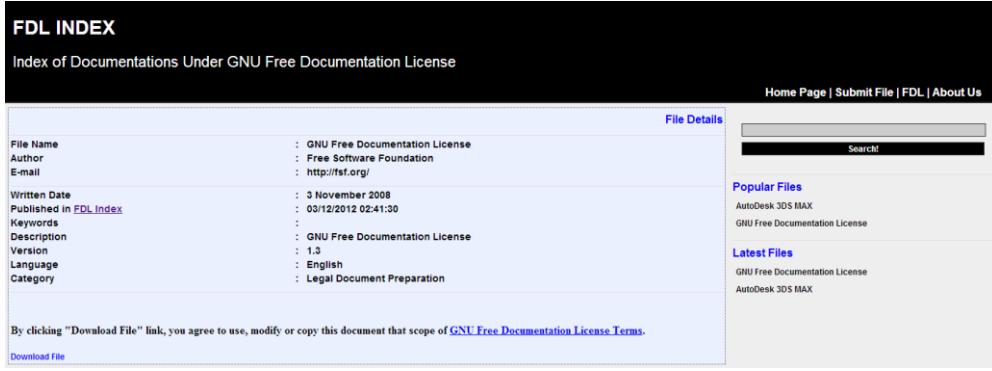 FDL INDEX
Index of Documentations Under GNU Free Documentation License
Home Page | Submit File | FDL | About Us
File Details
File Name : GNU Free Documentation License
Author : Free Software Foundation
E-mail : http://fsf.org/
Written Date : 3 November 2008
Published in FDL Index : 03/12/2012 02:41:30
Keywords :
Description : GNU Free Documentation License
Version : 1.3
Language : English
Category : Legal Document Preparation
By clicking "Download File" link, you agree to use, modify or copy this document that scope of GNU Free Documentation License Terms.
Download File
Search!
Popular Files
AutoDesk 3DS MAX
GNU Free Documentation License
Latest Files
GNU Free Documentation License
AutoDesk 3DS MAX